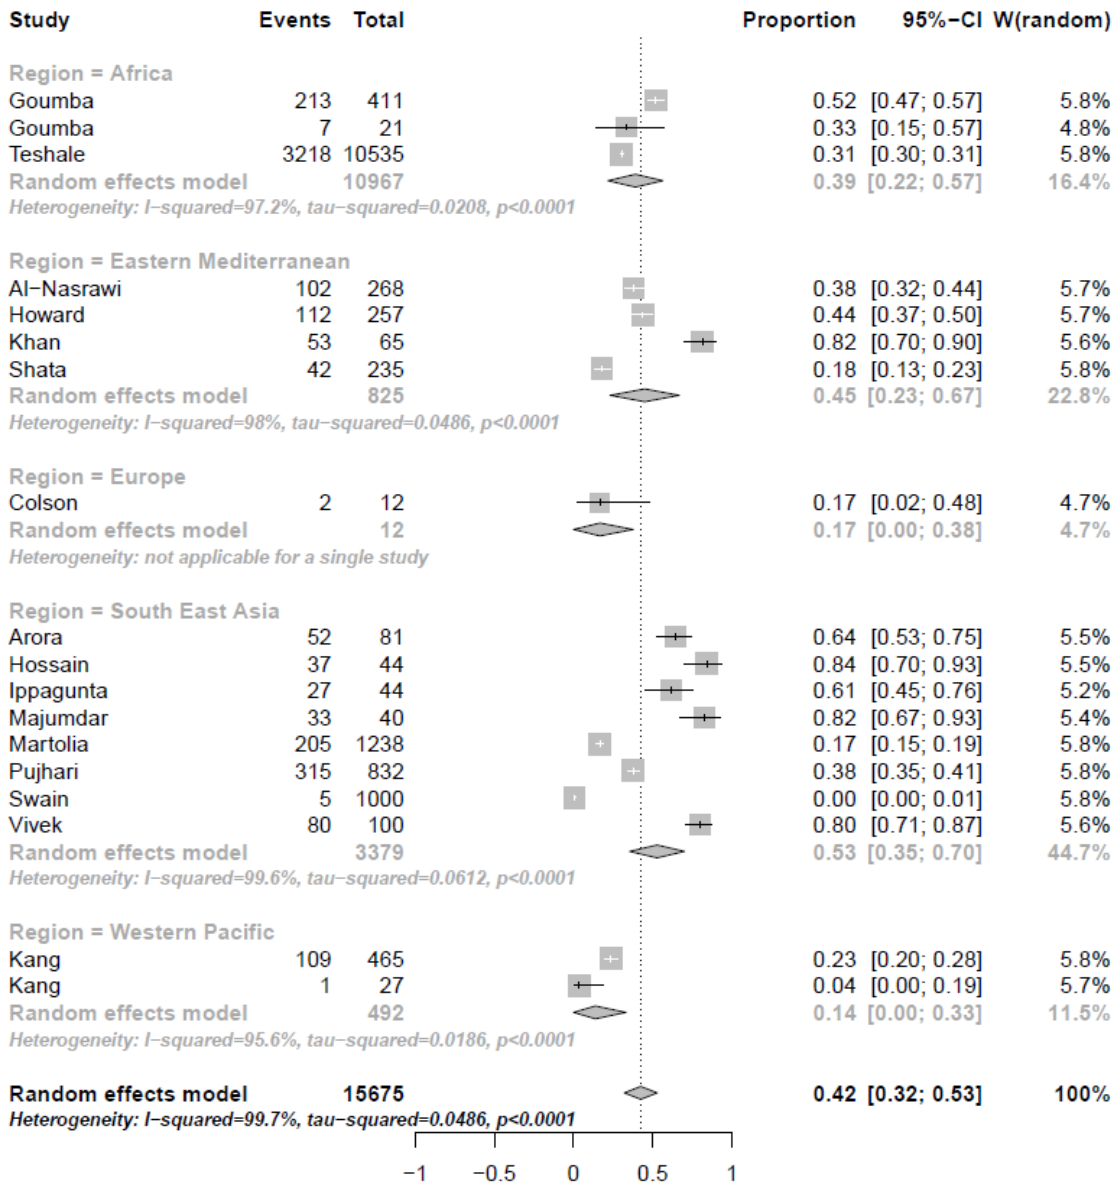 Study Events Total Proportion 95%−CI W(random)
Region = Africa
Goumba 213 411 0.52 [0.47; 0.57] 5.8%
Goumba 7 21 0.33 [0.15; 0.57] 4.8%
Teshale 3218 10535 0.31 [0.30; 0.31] 5.8%
Random effects model 10967 0.39 [0.22; 0.57] 16.4%
Heterogeneity: I−squared=97.2%, tau−squared=0.0208, p<0.0001
Region = Eastern Mediterranean
Al−Nasrawi 102 268 0.38 [0.32; 0.44] 5.7%
Howard 112 257 0.44 [0.37; 0.50] 5.7%
Khan 53 65 0.82 [0.70; 0.90] 5.6%
Shata 42 235 0.18 [0.13; 0.23] 5.8%
Random effects model 825 0.45 [0.23; 0.67] 22.8%
Heterogeneity: I−squared=98%, tau−squared=0.0486, p<0.0001
Region = Europe
Colson 2 12 0.17 [0.02; 0.48] 4.7%
Random effects model 12 0.17 [0.00; 0.38] 4.7%
Heterogeneity: not applicable for a single study
Region = South East Asia
Arora 52 81 0.64 [0.53; 0.75] 5.5%
Hossain 37 44 0.84 [0.70; 0.93] 5.5%
Ippagunta 27 44 0.61 [0.45; 0.76] 5.2%
Majumdar 33 40 0.82 [0.67; 0.93] 5.4%
Martolia 205 1238 0.17 [0.15; 0.19] 5.8%
Pujhari 315 832 0.38 [0.35; 0.41] 5.8%
Swain 5 1000 0.00 [0.00; 0.01] 5.8%
Vivek 80 100 0.80 [0.71; 0.87] 5.6%
Random effects model 3379 0.53 [0.35; 0.70] 44.7%
Heterogeneity: I−squared=99.6%, tau−squared=0.0612, p<0.0001
Region = Western Pacific
Kang 109 465 0.23 [0.20; 0.28] 5.8%
Kang 1 27 0.04 [0.00; 0.19] 5.7%
Random effects model 492 0.14 [0.00; 0.33] 11.5%
Heterogeneity: I−squared=95.6%, tau−squared=0.0186, p<0.0001
Random effects model 15675 0.42 [0.32; 0.53] 100%
Heterogeneity: I−squared=99.7%, tau−squared=0.0486, p<0.0001
−1 −0.5 0 0.5 1